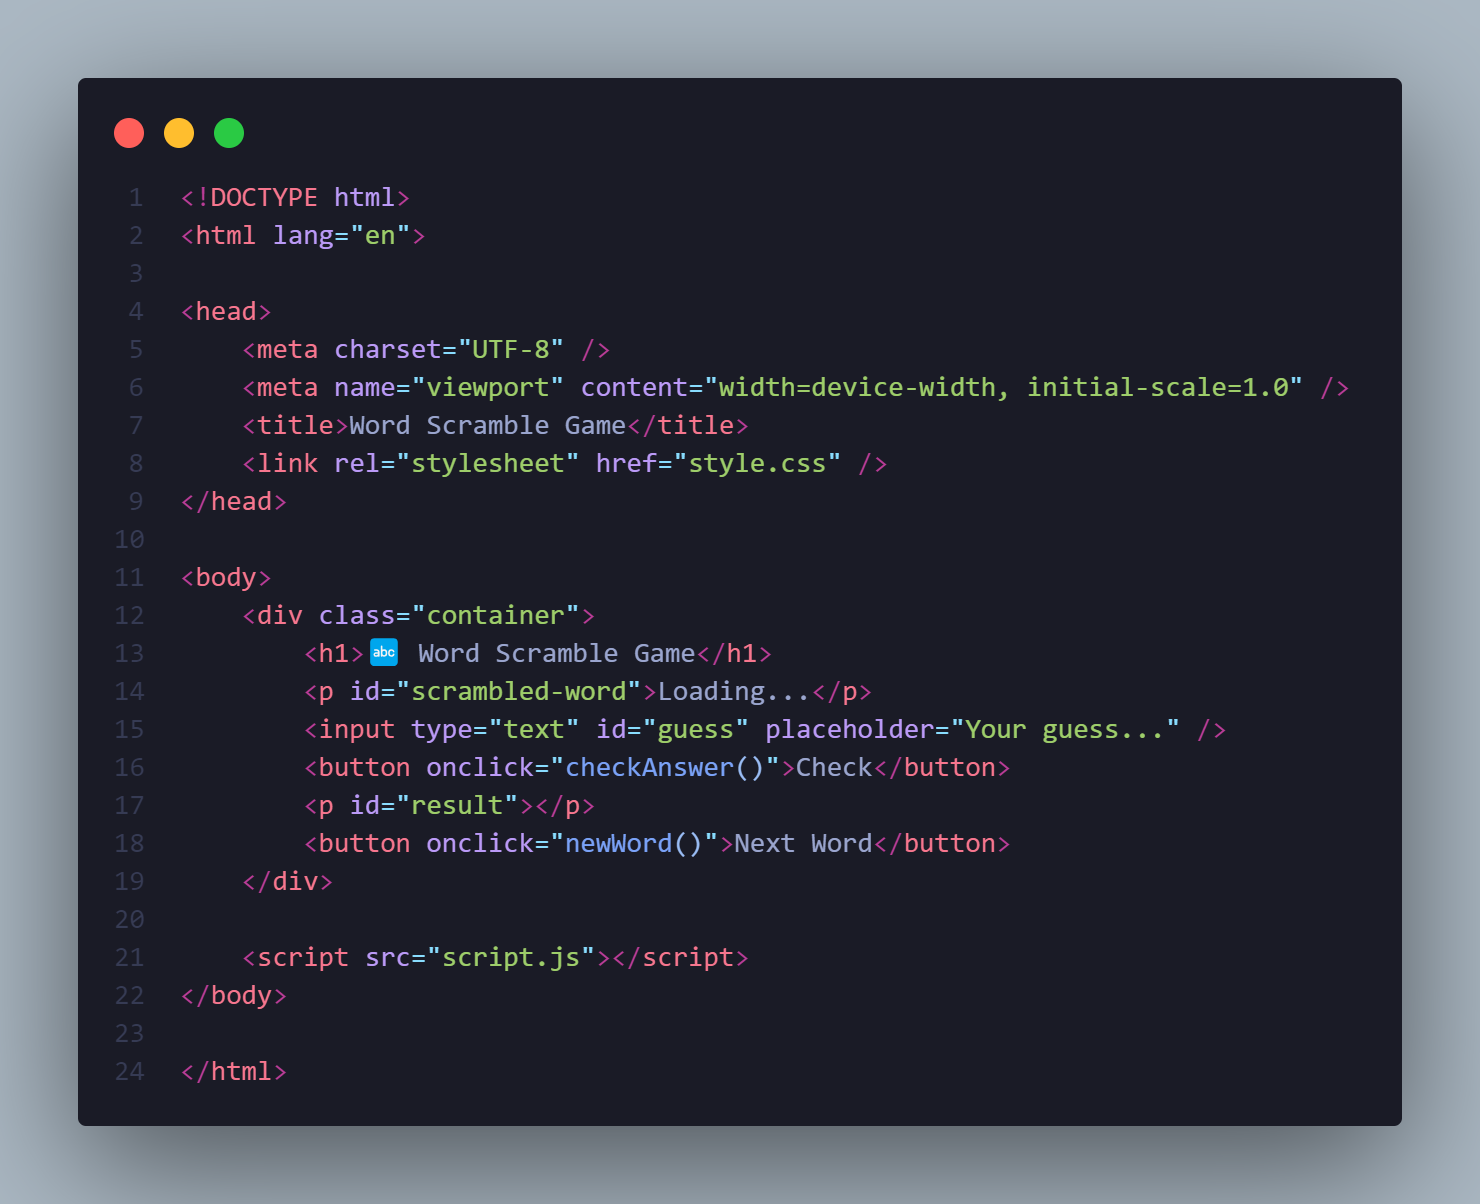 1 <!DOCTYPE html>
2 <html lang="en">
3
4 <head>
5     <meta charset="UTF-8" />
6     <meta name="viewport" content="width=device-width, initial-scale=1.0" />
7     <title>Word Scramble Game</title>
8     <link rel="stylesheet" href="style.css" />
9 </head>
10
11 <body>
12     <div class="container">
13         <h1>🔤 Word Scramble Game</h1>
14         <p id="scrambled-word">Loading...</p>
15         <input type="text" id="guess" placeholder="Your guess..." />
16         <button onclick="checkAnswer()">Check</button>
17         <p id="result"></p>
18         <button onclick="newWord()">Next Word</button>
19     </div>
20
21     <script src="script.js"></script>
22 </body>
23
24 </html>